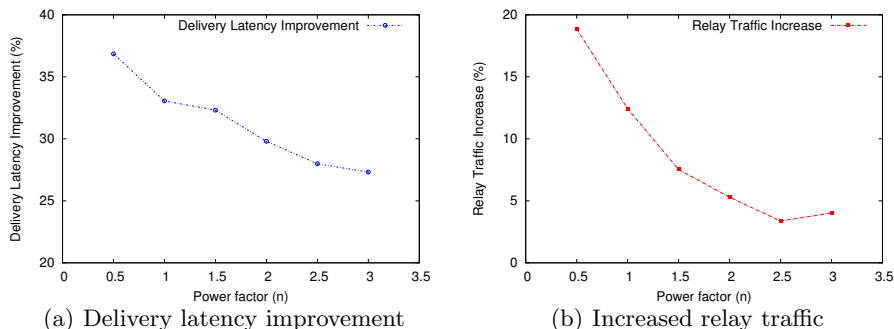 Delivery Latency Improvement (%)
40
35
30
25
20
Delivery Latency Improvement
0 0.5 1 1.5 2 2.5 3 3.5
Power factor (n)
(a) Delivery latency improvement
Relay Traffic Increase (%)
20
15
10
5
0
Relay Traffic Increase
0 0.5 1 1.5 2 2.5 3 3.5
Power factor (n)
(b) Increased relay traffic